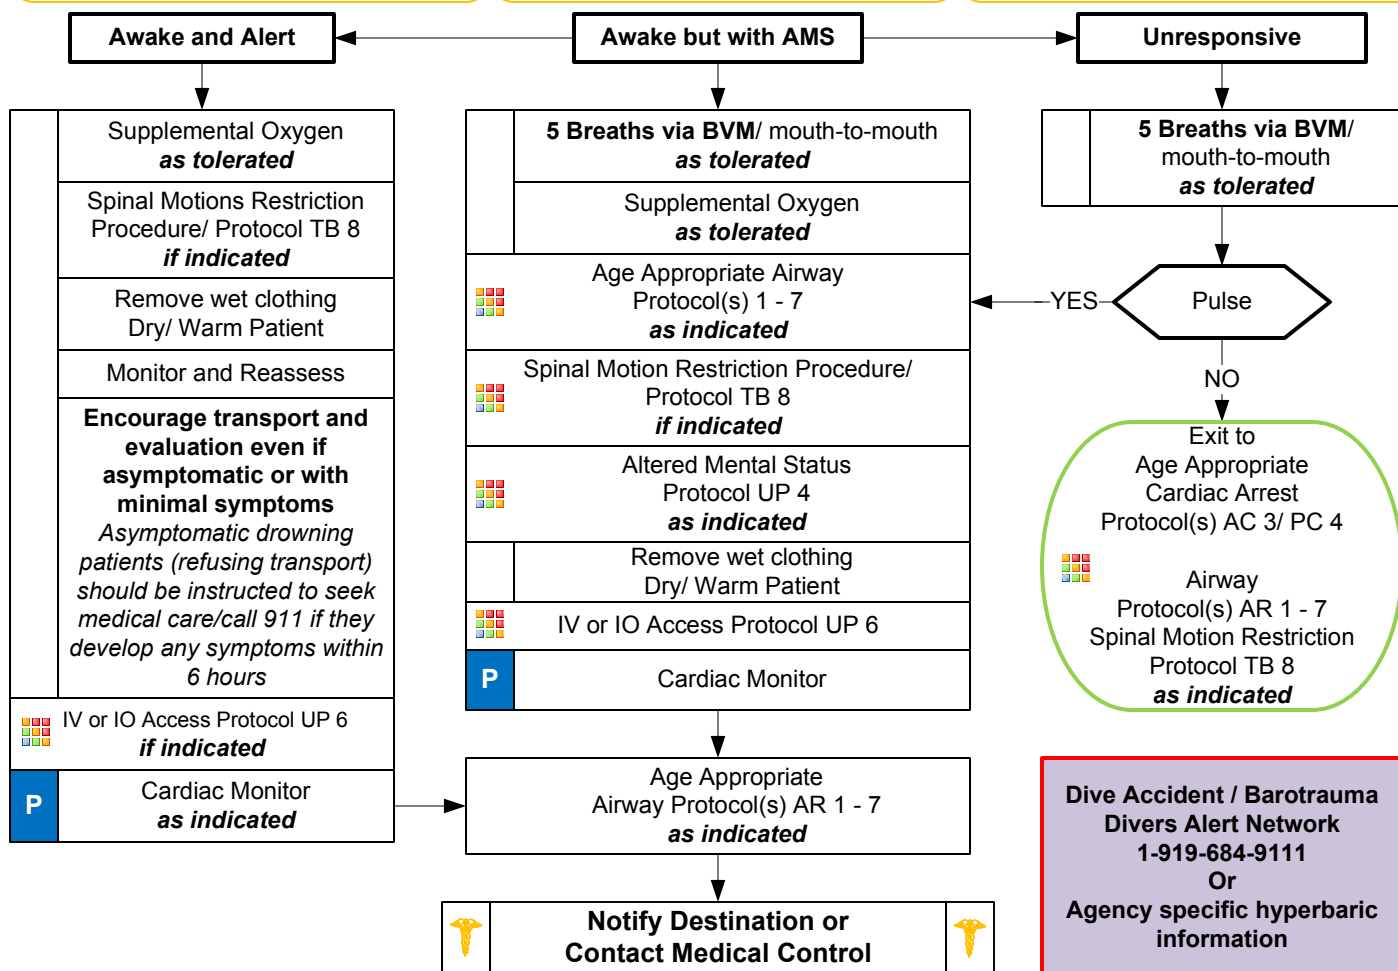 Awake and Alert
Awake but with AMS
Unresponsive
Supplemental Oxygen
as tolerated
Spinal Motions Restriction
Procedure/ Protocol TB 8
if indicated
Remove wet clothing
Dry/ Warm Patient
Monitor and Reassess
Encourage transport and
evaluation even if
asymptomatic or with
minimal symptoms
Asymptomatic drowning
patients (refusing transport)
should be instructed to seek
medical care/call 911 if they
develop any symptoms within
6 hours
IV or IO Access Protocol UP 6
if indicated
P
Cardiac Monitor
as indicated
5 Breaths via BVM/ mouth-to-mouth
as tolerated
Supplemental Oxygen
as tolerated
Age Appropriate Airway
Protocol(s) 1 - 7
as indicated
Spinal Motion Restriction Procedure/
Protocol TB 8
if indicated
Altered Mental Status
Protocol UP 4
as indicated
Remove wet clothing
Dry/ Warm Patient
IV or IO Access Protocol UP 6
P
Cardiac Monitor
Age Appropriate
Airway Protocol(s) AR 1 - 7
as indicated
Notify Destination or
Contact Medical Control
5 Breaths via BVM/
mouth-to-mouth
as tolerated
YES
Pulse
NO
Exit to
Age Appropriate
Cardiac Arrest
Protocol(s) AC 3/ PC 4
Airway
Protocol(s) AR 1 - 7
Spinal Motion Restriction
Protocol TB 8
as indicated
Dive Accident / Barotrauma
Divers Alert Network
1-919-684-9111
Or
Agency specific hyperbaric
information